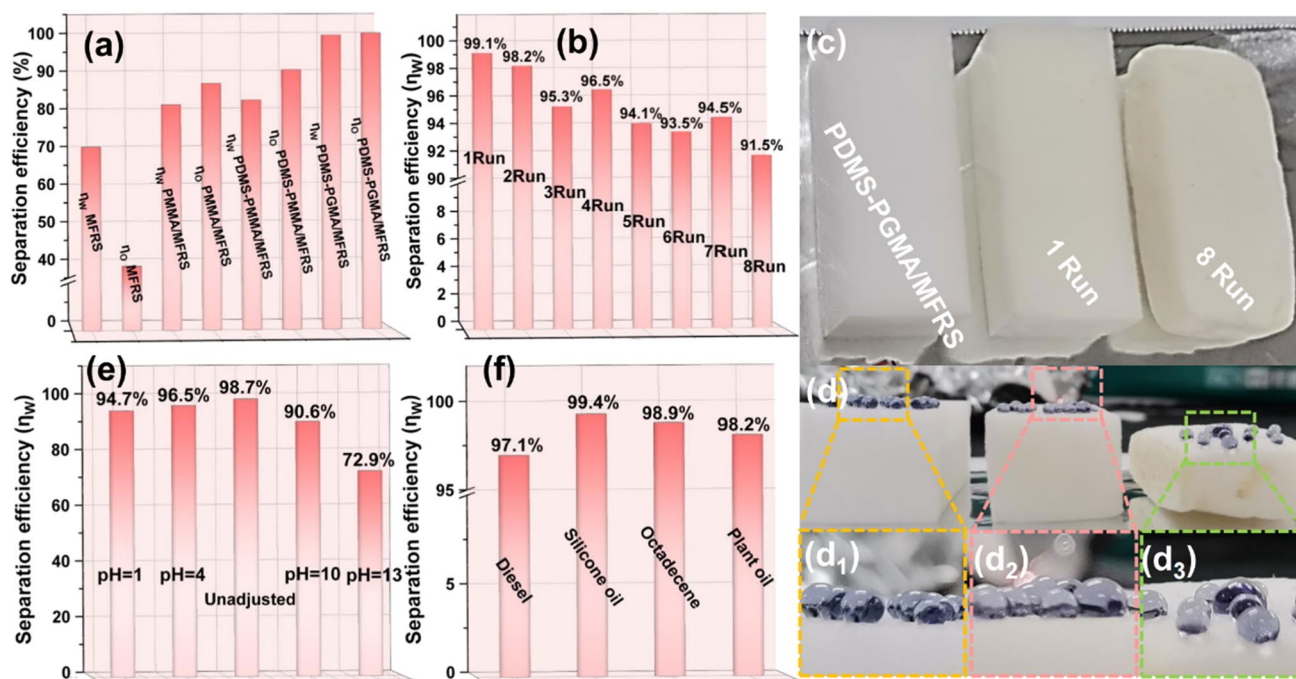 (a)
Separation efficiency (%)
100
90
80
70
60
50
40
0
ηW MFRS
ηO MFRS
ηW PMMA/MFRS
ηO PMMA/MFRS
ηW PDMS-PMMA/MFRS
ηO PDMS-PMMA/MFRS
ηW PDMS-PGMA/MFRS
ηO PDMS-PGMA/MFRS
(b)
Separation efficiency (ηW)
100
98
96
94
92
90
8
6
4
2
0
99.1%
98.2%
95.3%
96.5%
94.1%
93.5%
94.5%
91.5%
1Run
2Run
3Run
4Run
5Run
6Run
7Run
8Run
(c)
PDMS-PGMA/MFRS
1 Run
8 Run
(d)
(d1)
(d2)
(d3)
(e)
Separation efficiency (ηW)
100
80
60
40
20
0
94.7%
96.5%
98.7%
90.6%
72.9%
pH=1
pH=4
Unadjusted
pH=10
pH=13
(f)
Separation efficiency (ηW)
100
95
5
0
97.1%
99.4%
98.9%
98.2%
Diesel
Silicone oil
Octadecene
Plant oil